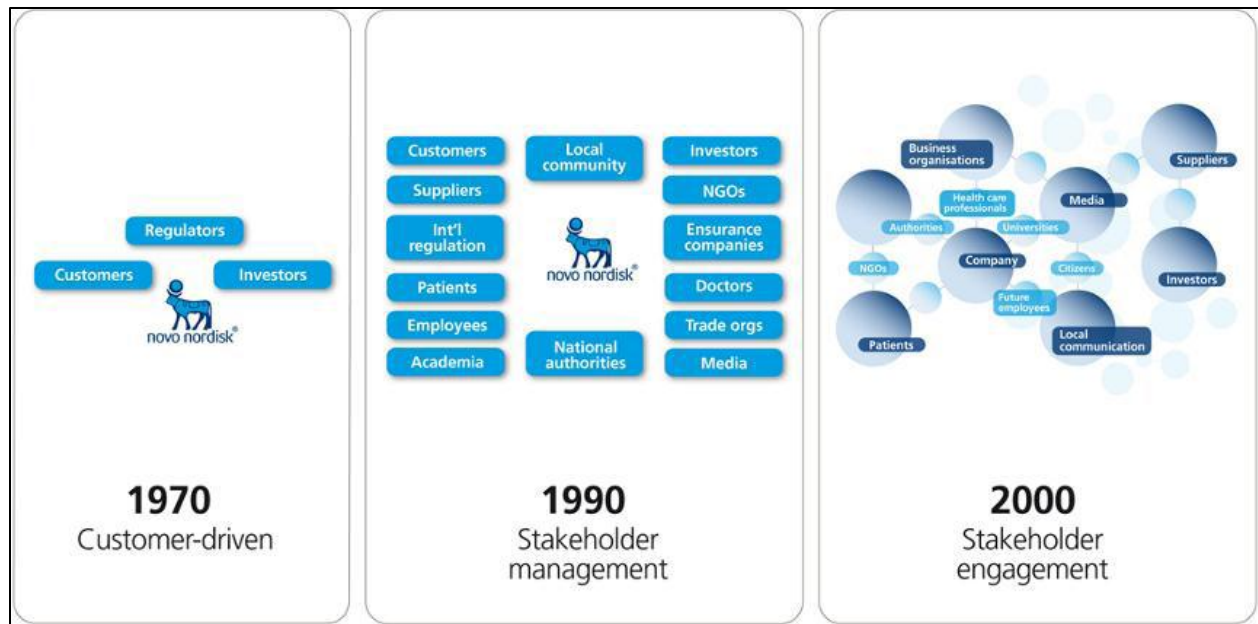 Regulators
Customers
Investors
novo nordisk®
1970
Customer-driven
Customers
Local
community
Investors
Suppliers
NGOs
Int'l
regulation
novo nordisk®
Ensurance
companies
Patients
Doctors
Employees
National
authorities
Trade orgs
Academia
Media
1990
Stakeholder
management
Business
organisations
Suppliers
Health care
professionals
Media
Authorities
Universities
NGOs
Company
Citizens
Investors
Future
employees
Patients
Local
communication
2000
Stakeholder
engagement